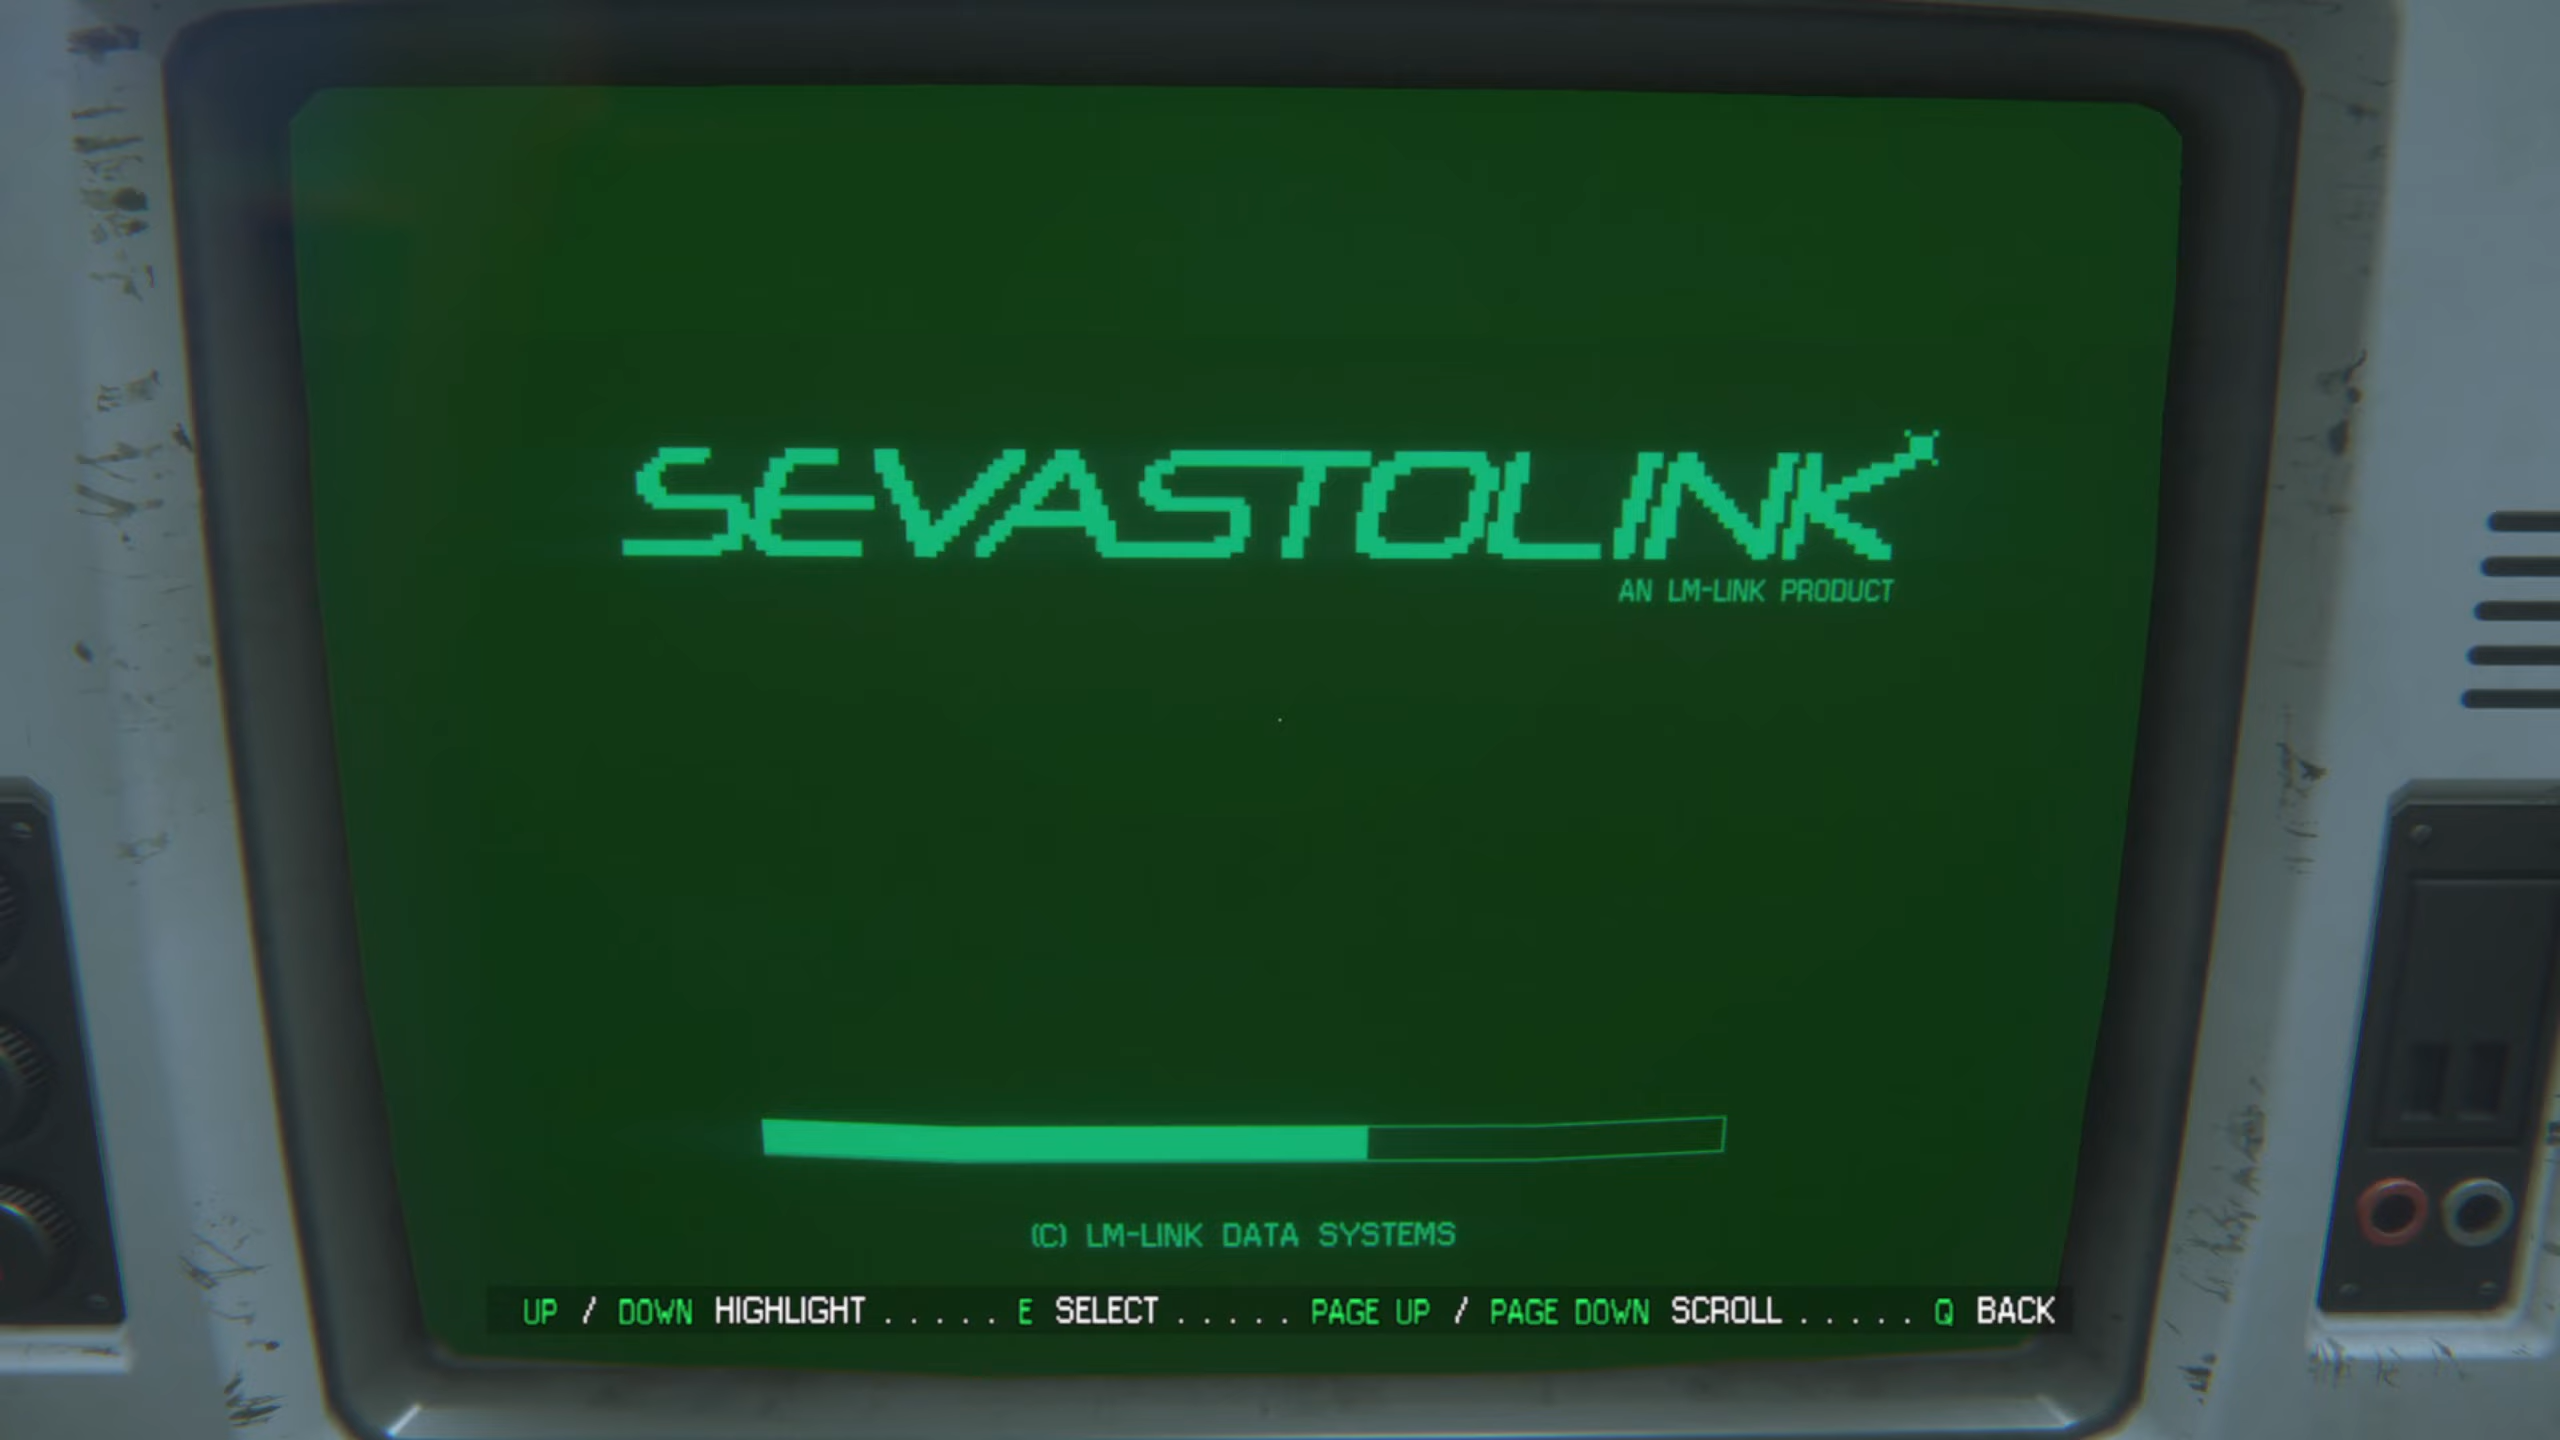 SEVASTOLINK
AN LM-LINK PRODUCT
(C) LM-LINK DATA SYSTEMS
UP / DOWN HIGHLIGHT ..... E SELECT ..... PAGE UP / PAGE DOWN SCROLL ..... Q BACK